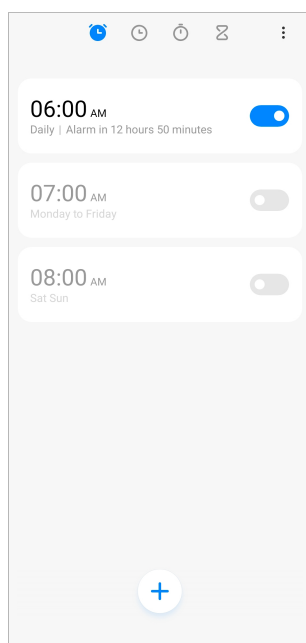 06:00 AM
Daily | Alarm in 12 hours 50 minutes
07:00 AM
Monday to Friday
08:00 AM
Sat Sun